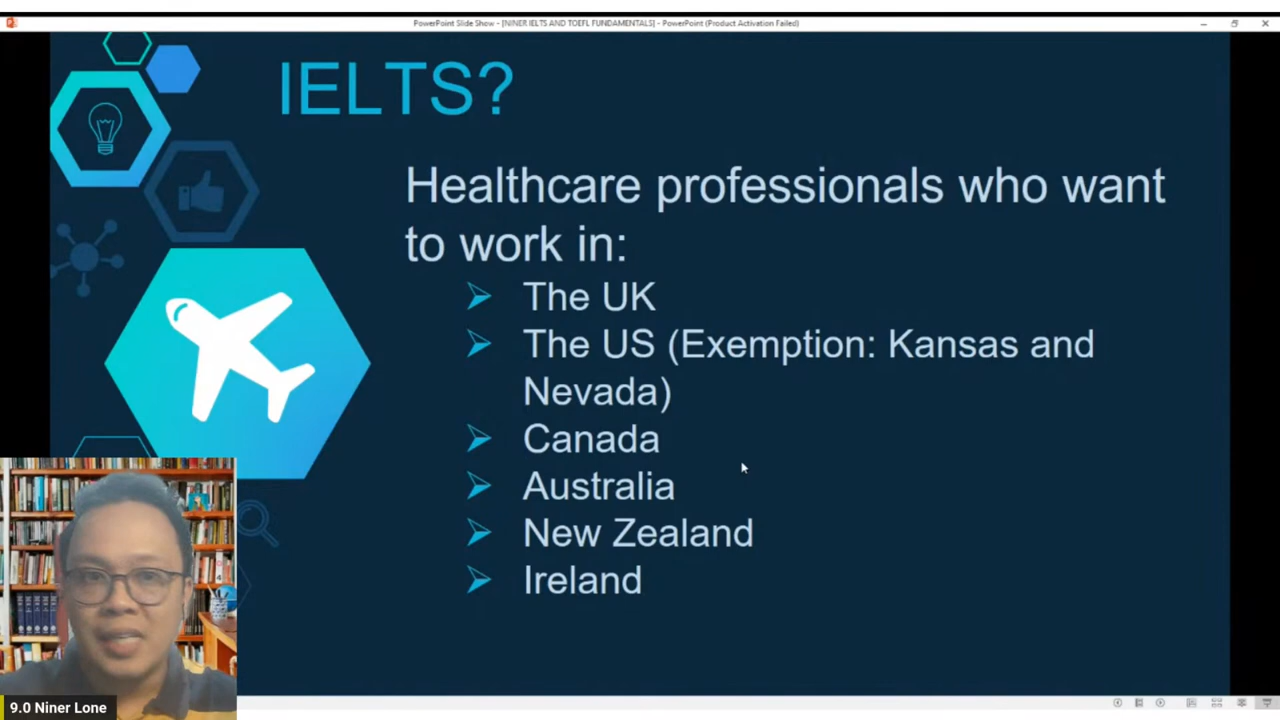 PowerPoint Slide Show - [NINER IELTS AND TOEFL FUNDAMENTALS] - PowerPoint (Product Activation Failed)
IELTS?
Healthcare professionals who want
to work in:
The UK
The US (Exemption: Kansas and
Nevada)
Canada
Australia
New Zealand
Ireland
9.0 Niner Lone